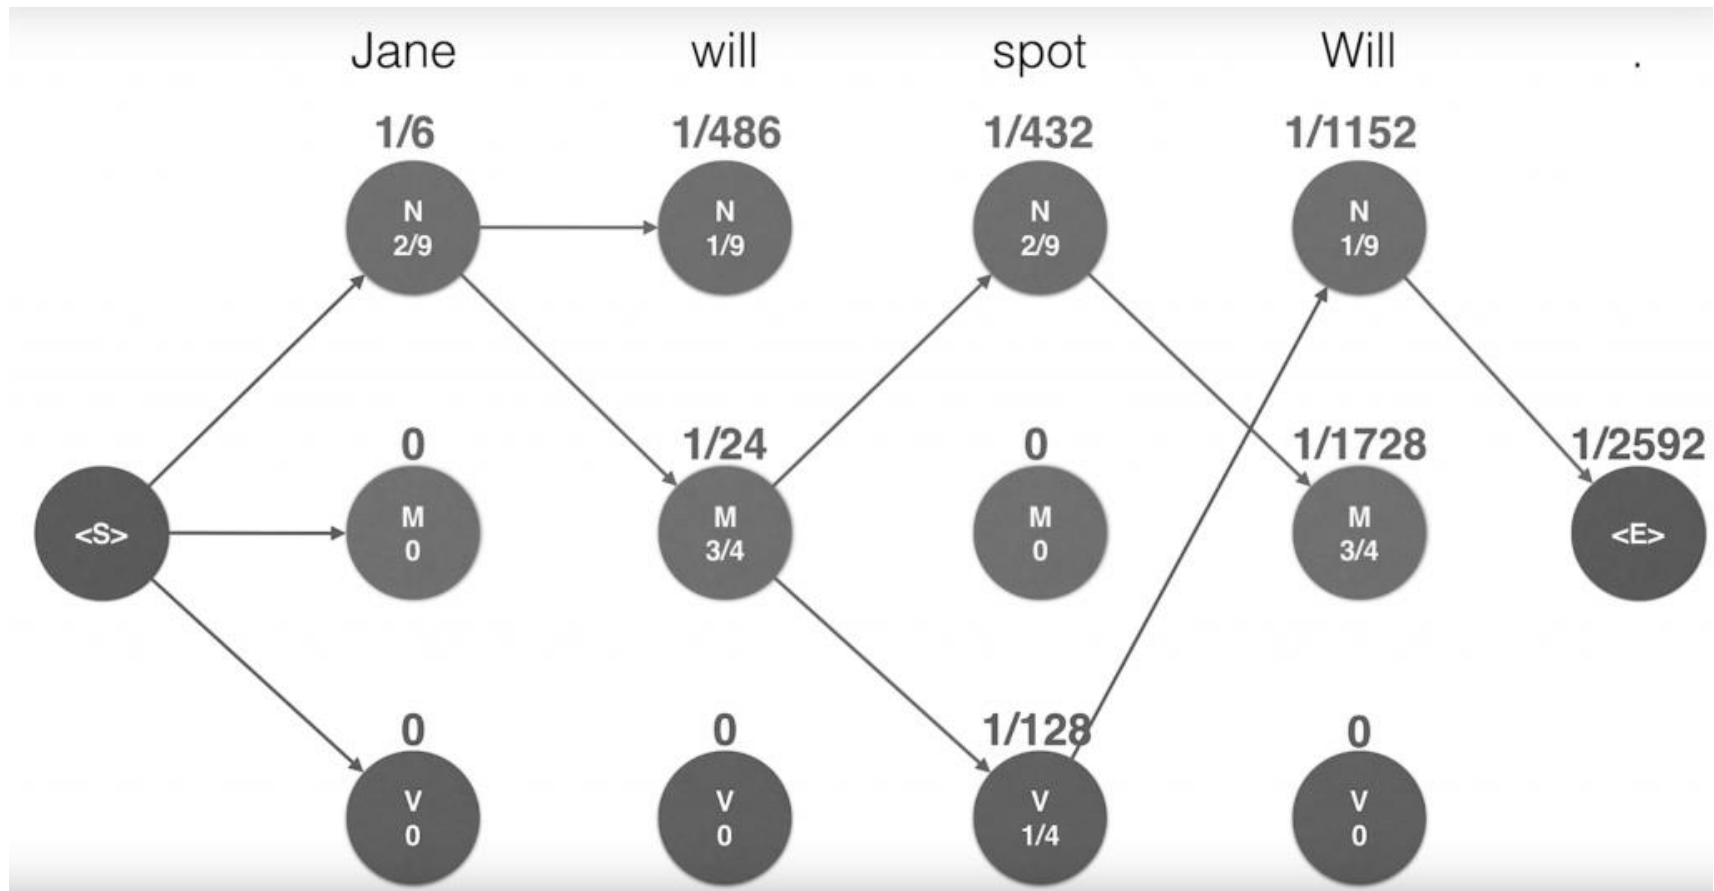 Jane will spot Will .
1/6 1/486 1/432 1/1152
N N N N
2/9 1/9 2/9 1/9
0 1/24 0 1/1728 1/2592
<S> M M M M <E>
0 3/4 0 3/4
0 0 1/128 0
V V V V
0 0 1/4 0